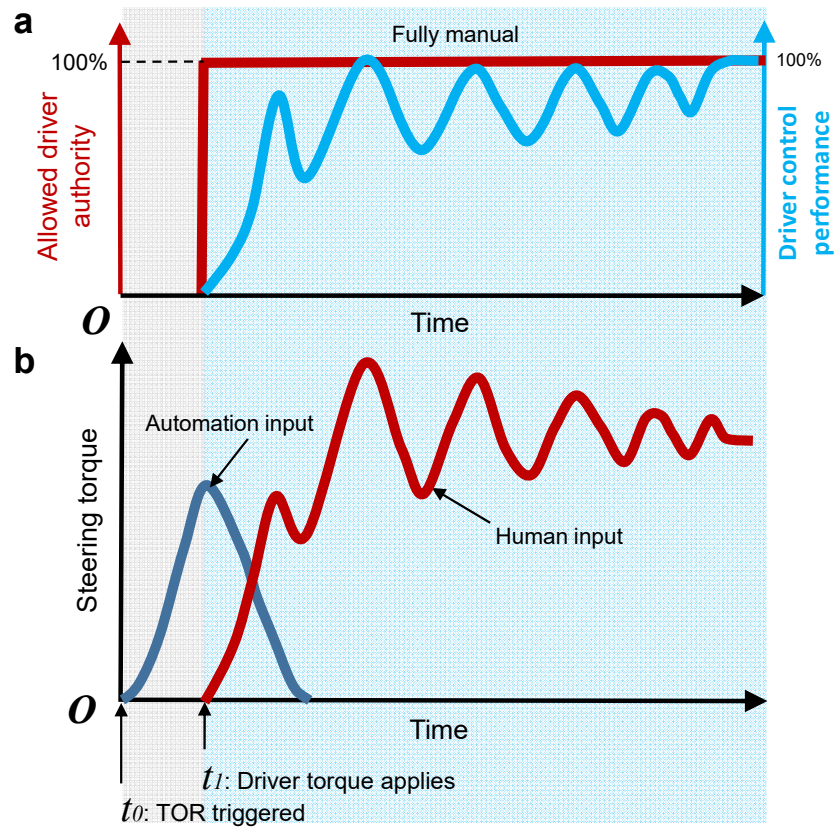 a
Fully manual
100%
100%
Allowed driver
authority
Driver control
performance
O
Time
b
Automation input
Steering torque
Human input
O
Time
t1: Driver torque applies
t0: TOR triggered